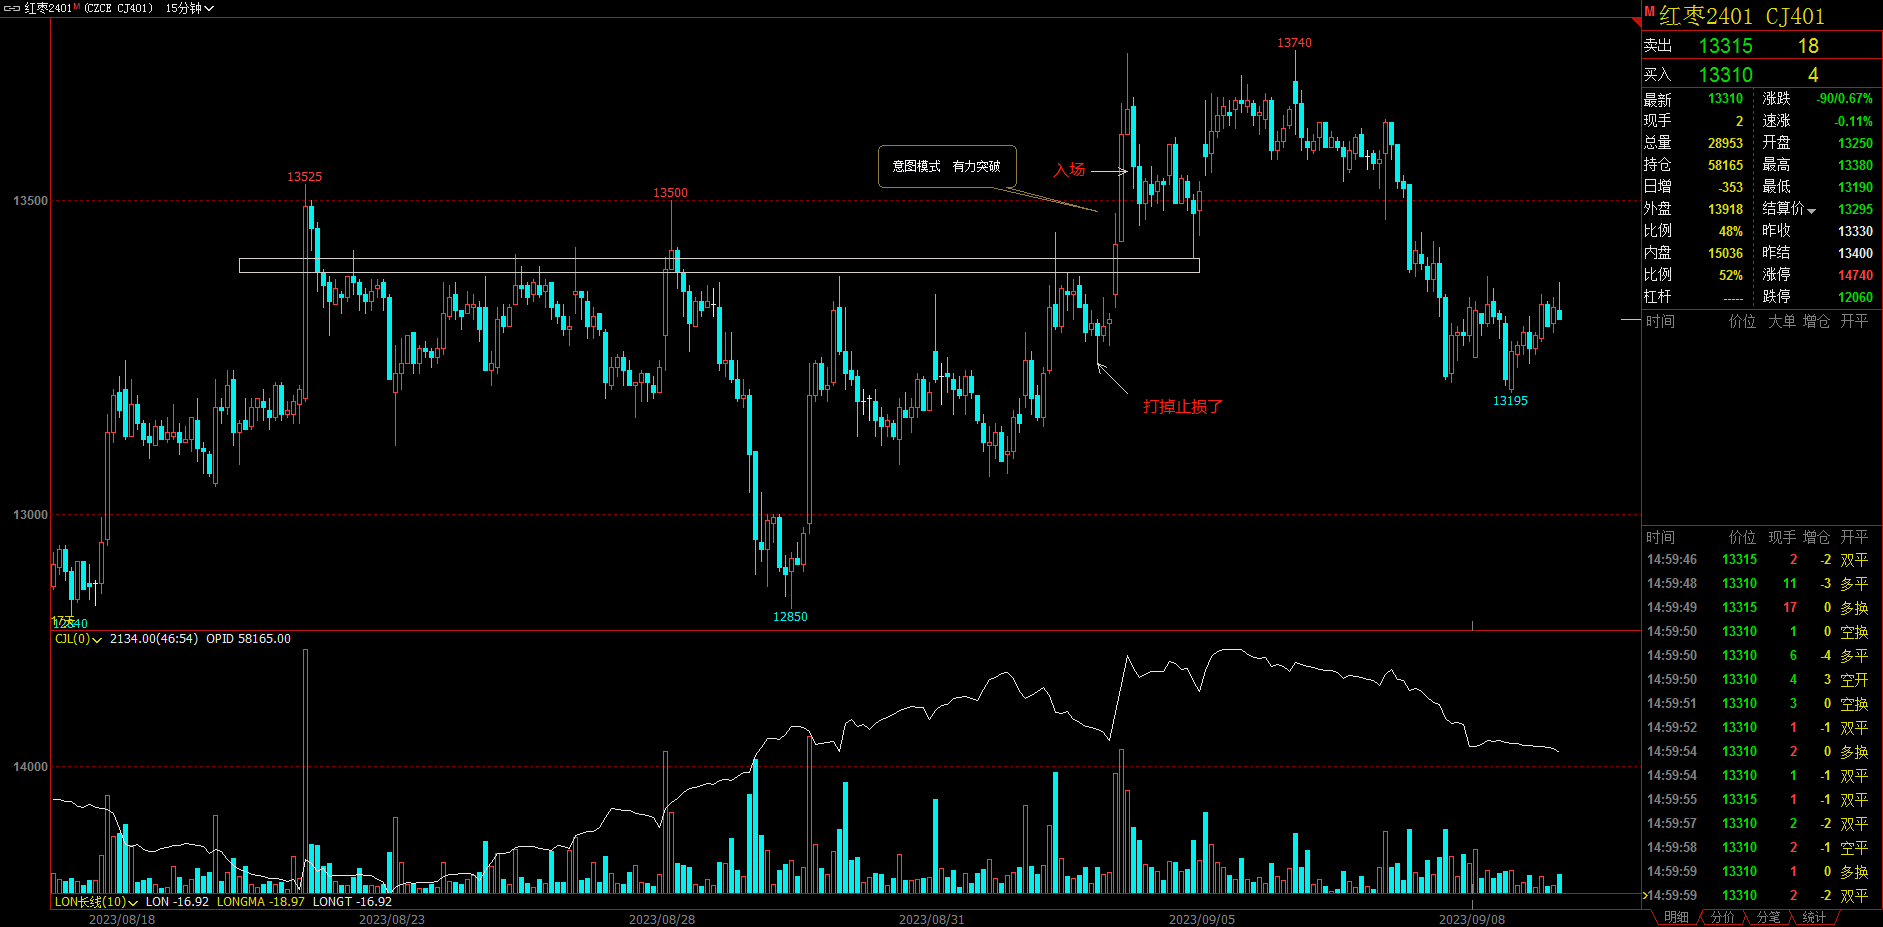 红枣2401M (CZCE CJ401) 15分钟
M 红枣2401 CJ401
卖出 13315 18
买入 13310 4
最新 13310 涨跌 -90/0.67%
现手 2 速涨 -0.11%
总量 28953 开盘 13250
持仓 58165 最高 13380
日增 -353 最低 13190
外盘 13918 结算价 13295
比例 48% 昨收 13330
内盘 15036 昨结 13400
比例 52% 涨停 14740
杠杆 ----- 跌停 12060
时间 价位 大单 增仓 开平
13740
意图模式 有力突破
入场
13525
13500
13500
打掉止损了
13195
13000
12850
17天
12840
CJL(0) 2134.00(46:54) OPID 58165.00
14000
LON长线(10) LON -16.92 LONGMA -18.97 LONGT -16.92
2023/08/18 2023/08/23 2023/08/28 2023/08/31 2023/09/05 2023/09/08
时间 价位 现手 增仓 开平
14:59:46 13315 2 -2 双平
14:59:48 13310 11 -3 多平
14:59:49 13315 17 0 多换
14:59:50 13310 1 0 空换
14:59:50 13310 6 -4 多平
14:59:50 13310 4 3 空开
14:59:51 13310 3 0 空换
14:59:52 13310 1 -1 双平
14:59:54 13310 2 0 多换
14:59:54 13310 1 -1 双平
14:59:55 13315 1 -1 双平
14:59:57 13310 2 -2 双平
14:59:58 13310 2 -1 空平
14:59:59 13310 1 0 多换
14:59:59 13310 2 -2 双平
明细 分价 分笔 统计